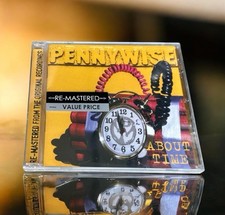 PENNYWISE
RE-MASTERED
VALUE PRICE
ABOUT
TIME
RE-MASTERED FROM THE ORIGINAL RECORDINGS